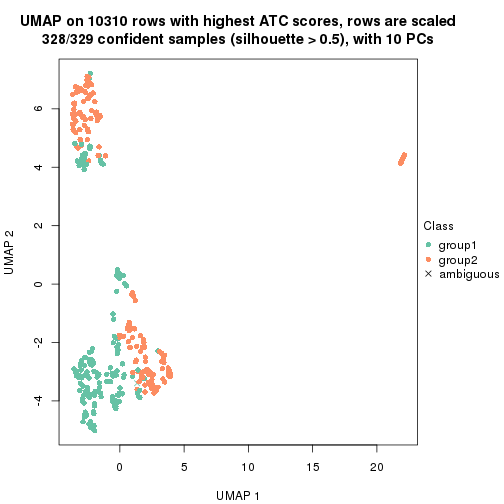 UMAP on 10310 rows with highest ATC scores, rows are scaled
328/329 confident samples (silhouette > 0.5), with 10 PCs
6
4
2
0
-2
-4
UMAP 2
0
5
10
15
20
UMAP 1
Class
group1
group2
ambiguous